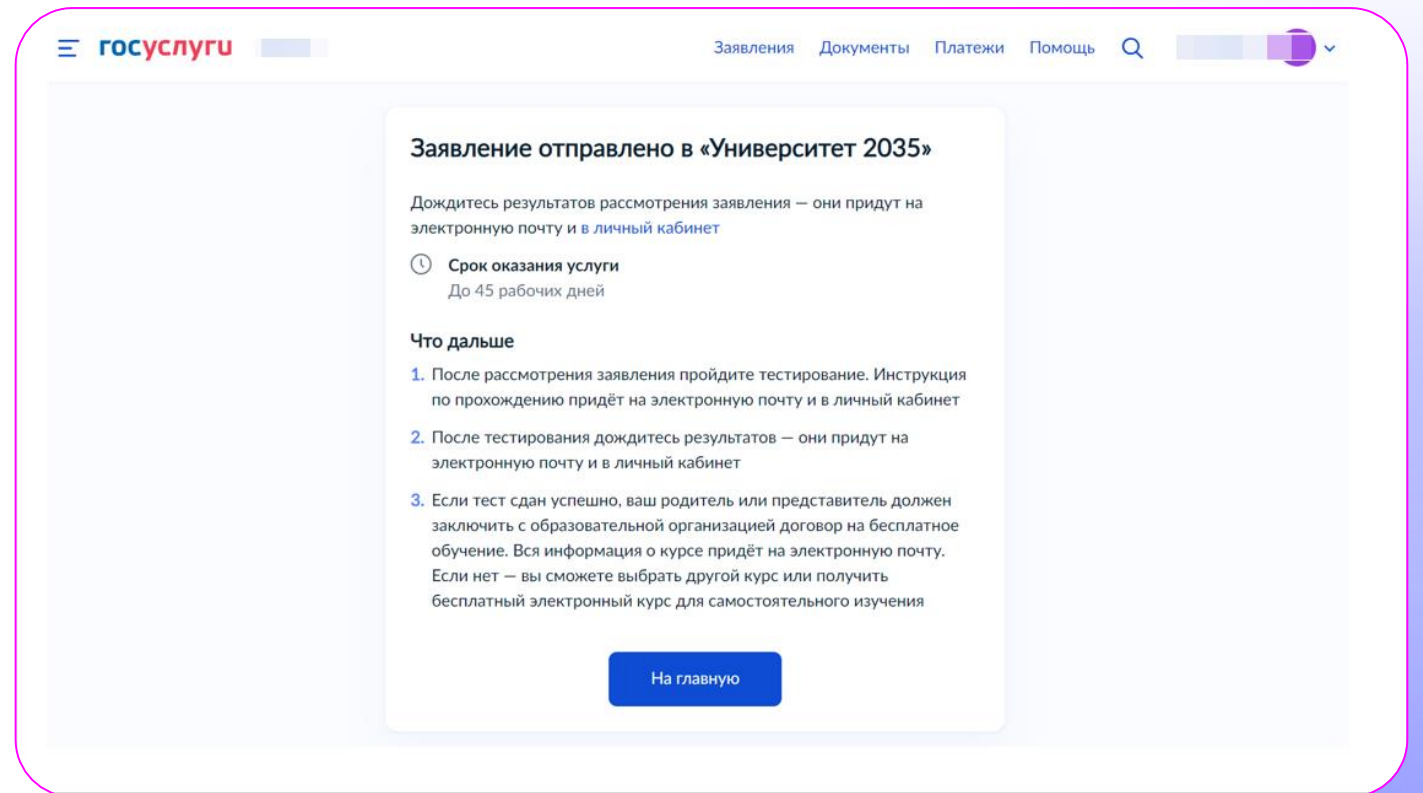 госуслуги
Заявления Документы Платежи Помощь
Заявление отправлено в «Университет 2035»
Дождитесь результатов рассмотрения заявления — они придут на
электронную почту и в личный кабинет
Срок оказания услуги
До 45 рабочих дней
Что дальше
1. После рассмотрения заявления пройдите тестирование. Инструкция
по прохождению придёт на электронную почту и в личный кабинет
2. После тестирования дождитесь результатов — они придут на
электронную почту и в личный кабинет
3. Если тест сдан успешно, ваш родитель или представитель должен
заключить с образовательной организацией договор на бесплатное
обучение. Вся информация о курсе придёт на электронную почту.
Если нет — вы сможете выбрать другой курс или получить
бесплатный электронный курс для самостоятельного изучения
На главную